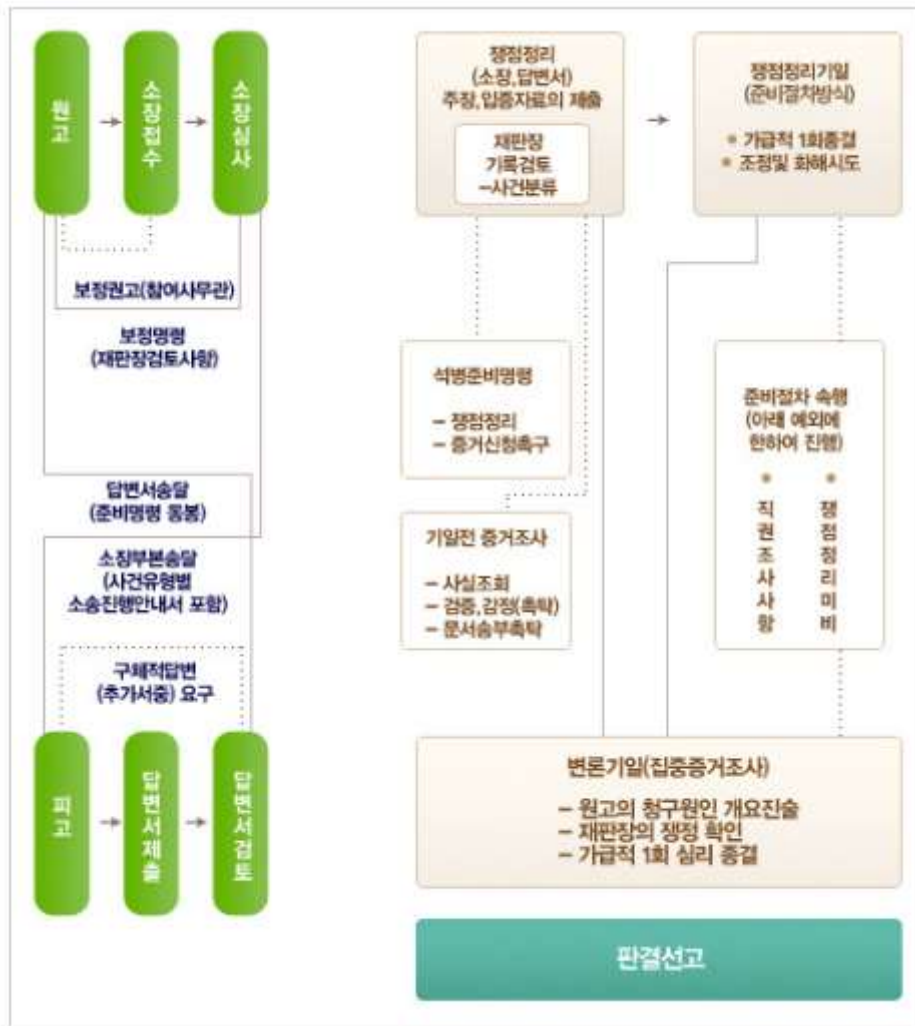 원고
소장접수
소장심사
보정권고(참여사무관)
보정명령
(재판장검토사항)
답변서송달
(준비명령 동봉)
소장부본송달
(사건유형별
소송진행안내서 포함)
구체적답변
(추가서중) 요구
피고
답변서제출
답변서검토
쟁점정리
(소장,답변서)
주장,입증자료의 제출
재판장
기록검토
–사건분류
쟁점정리기일
(준비절차방식)
• 가급적 1회종결
• 조정및 화해시도
석병준비명령
– 쟁점정리
– 증거신청촉구
기일전 증거조사
– 사실조회
– 검증,감정(촉탁)
– 문서송부촉탁
준비절차 속행
(아래 예외에
한하여 진행)
• 직권조사사항
• 쟁점정리미비
변론기일(집중증거조사)
– 원고의 청구원인 개요진술
– 재판장의 쟁정 확인
– 가급적 1회 심리 종결
판결선고